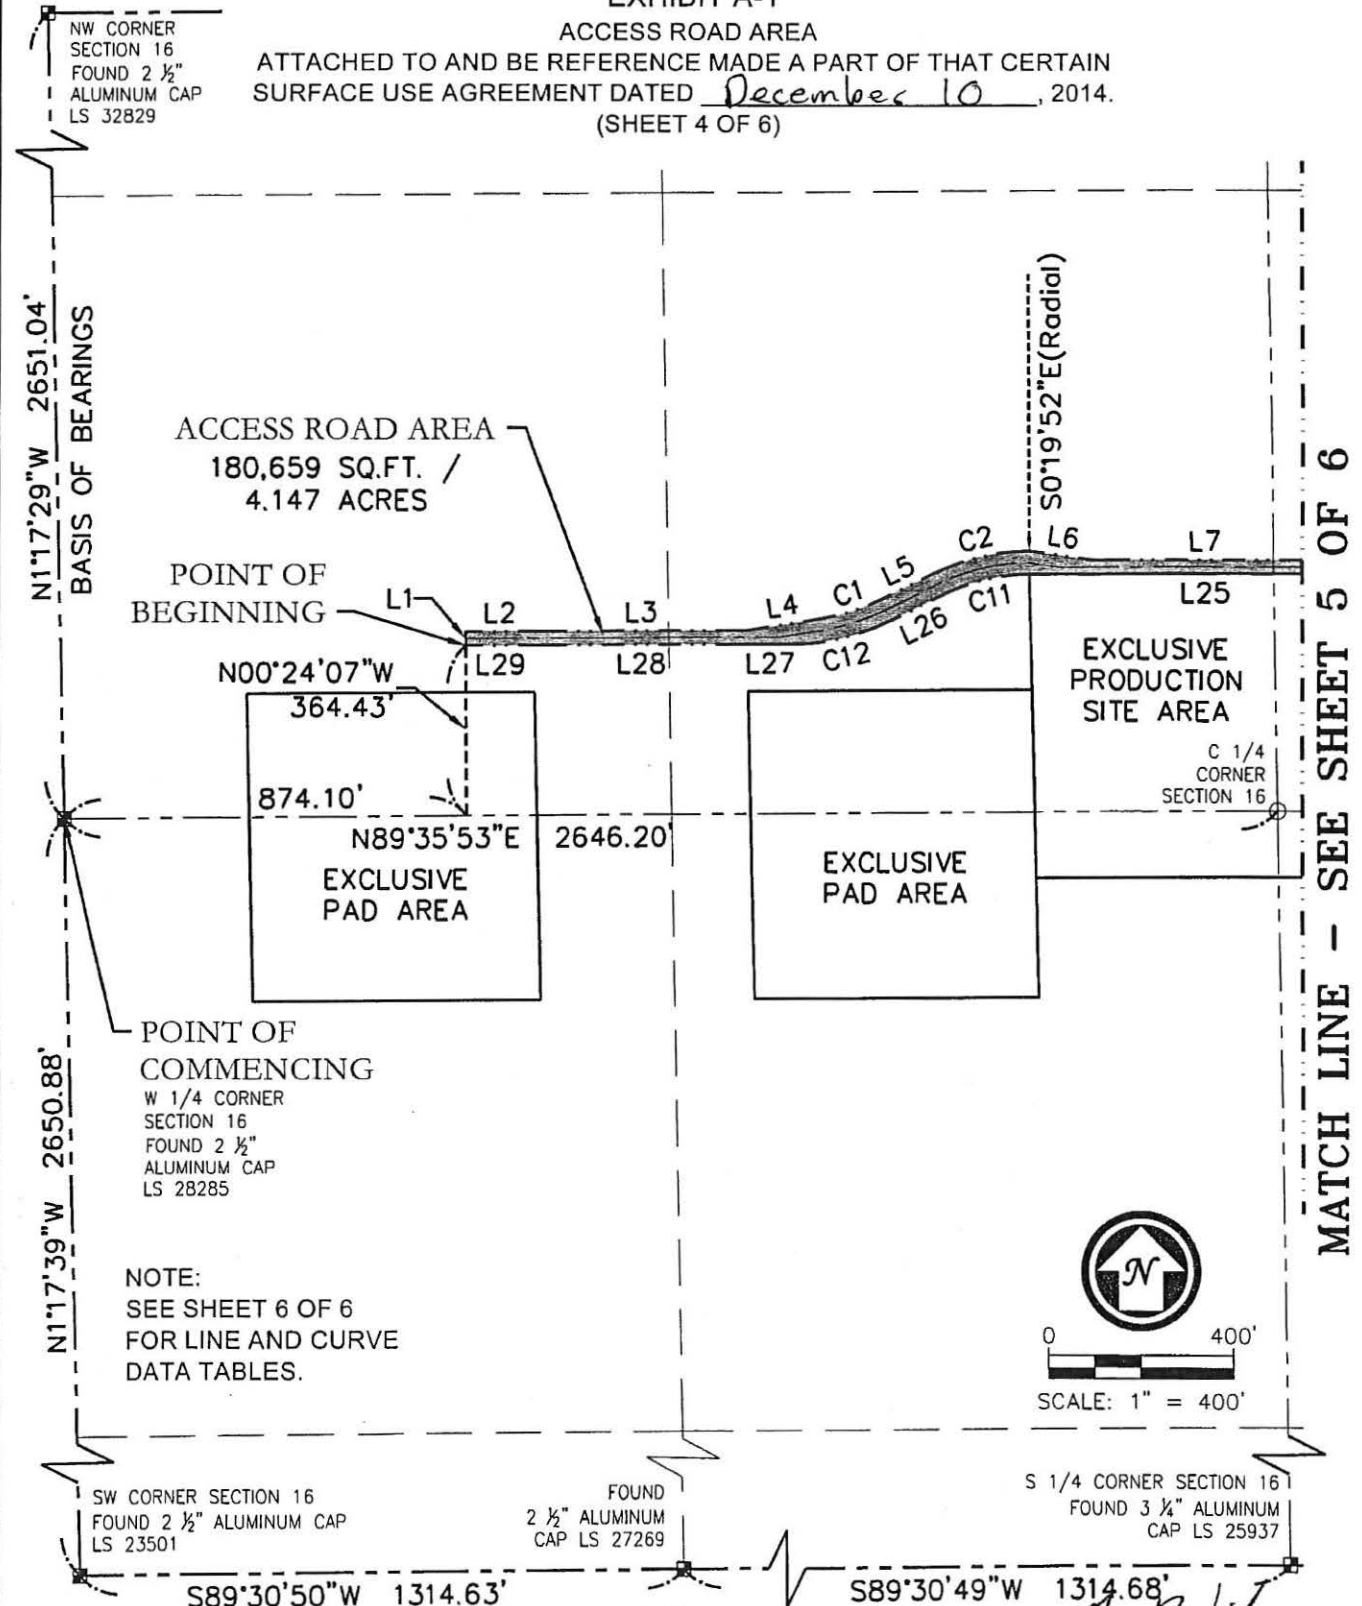 EXHIBIT A-1
ACCESS ROAD AREA
ATTACHED TO AND BE REFERENCE MADE A PART OF THAT CERTAIN
SURFACE USE AGREEMENT DATED December 10, 2014.
(SHEET 4 OF 6)
NW CORNER
SECTION 16
FOUND 2 ½"
ALUMINUM CAP
LS 32829
N1°17'29"W 2651.04'
BASIS OF BEARINGS
S0°19'52"E(Radial)
ACCESS ROAD AREA
180,659 SQ.FT. /
4.147 ACRES
POINT OF
BEGINNING
L1
L2
L3
L4
C1
L5
C2
L6
L7
L29
L28
L27
C12
L26
C11
L25
N00°24'07"W
364.43'
EXCLUSIVE
PRODUCTION
SITE AREA
C 1/4
CORNER
SECTION 16
874.10'
N89°35'53"E 2646.20'
EXCLUSIVE
PAD AREA
EXCLUSIVE
PAD AREA
MATCH LINE - SEE SHEET 5 OF 6
POINT OF
COMMENCING
W 1/4 CORNER
SECTION 16
FOUND 2 ½"
ALUMINUM CAP
LS 28285
N1°17'39"W 2650.88'
NOTE:
SEE SHEET 6 OF 6
FOR LINE AND CURVE
DATA TABLES.
N
0 400'
SCALE: 1" = 400'
SW CORNER SECTION 16
FOUND 2 ½" ALUMINUM CAP
LS 23501
FOUND
2 ½" ALUMINUM
CAP LS 27269
S 1/4 CORNER SECTION 16
FOUND 3 ¼" ALUMINUM
CAP LS 25937
S89°30'50"W 1314.63'
S89°30'49"W 1314.68'